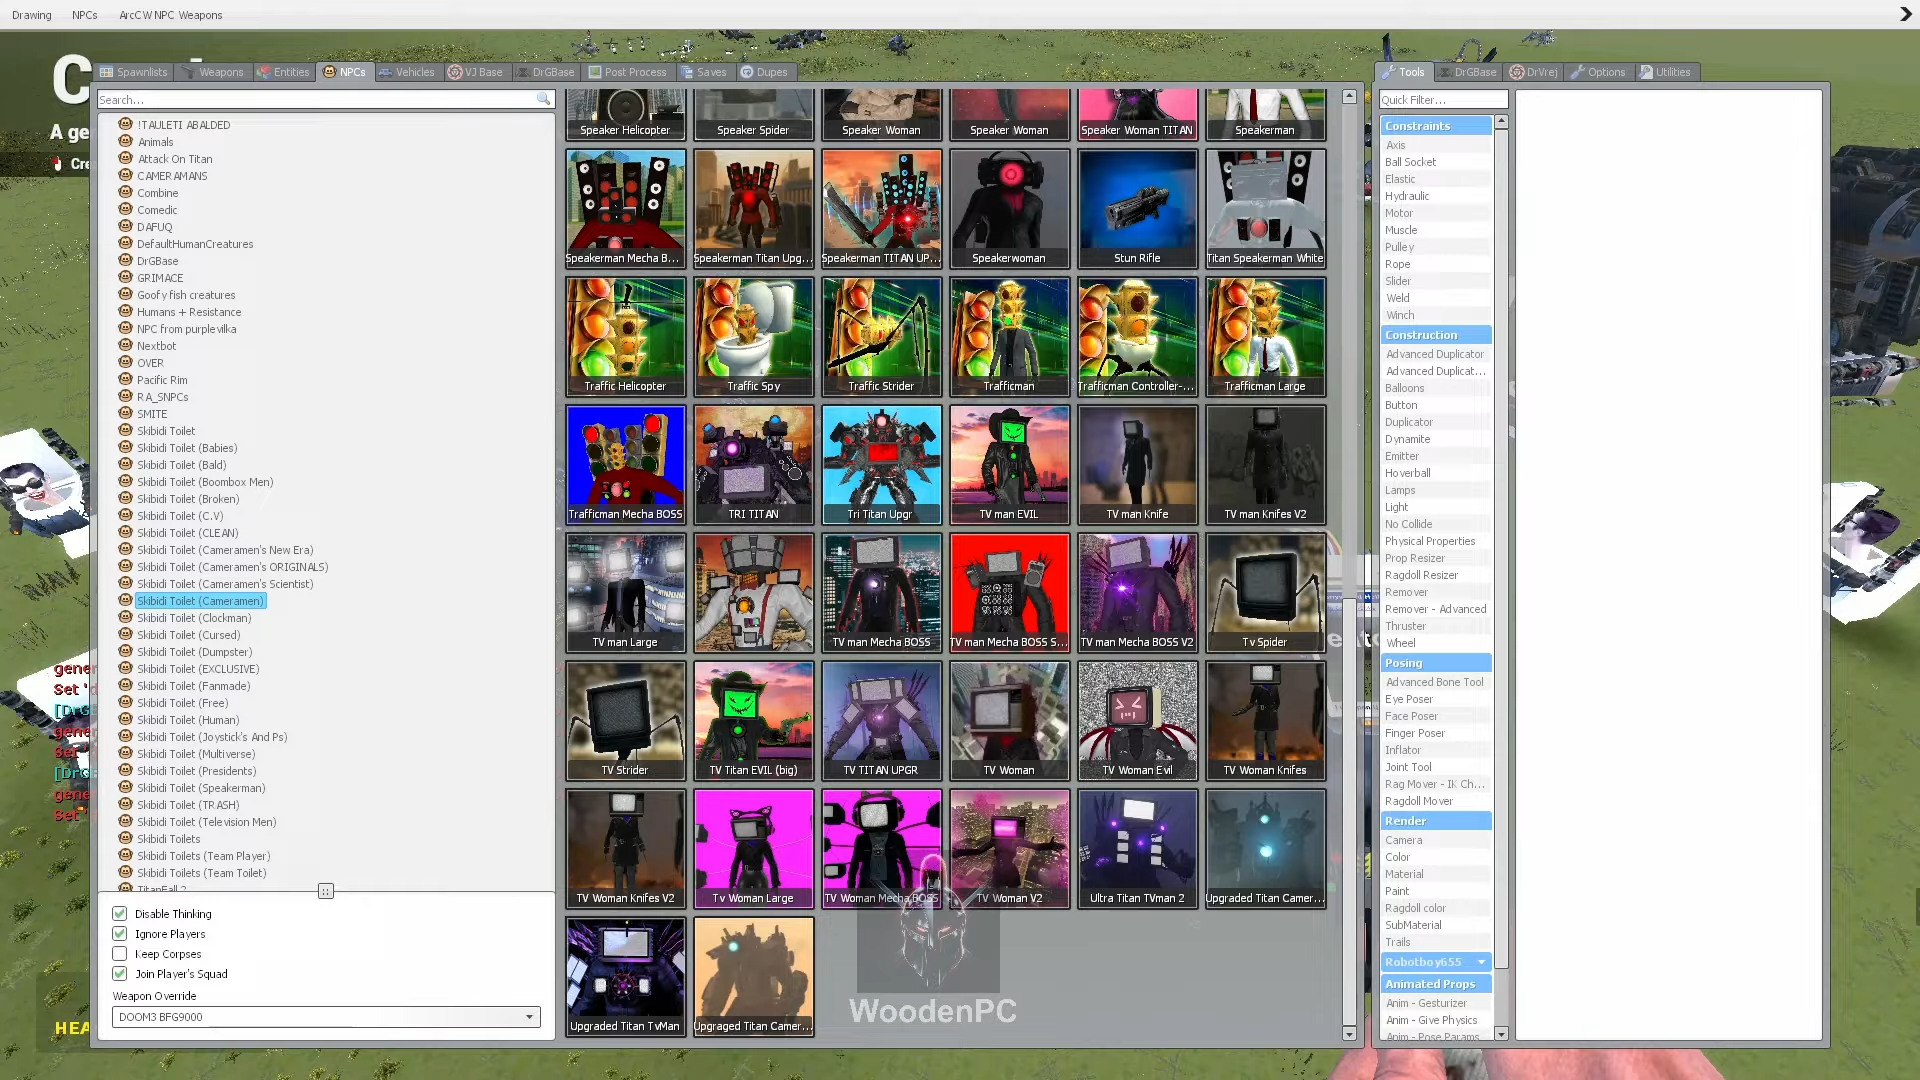 Drawing NPCs ArcCW NPC Weapons
C
A ge
Cre
Spawnlists Weapons Entities NPCs Vehicles VJ Base DrGBase Post Process Saves Dupes
Search...
!TAULETI ABALDED
Animals
Attack On Titan
CAMERAMANS
Combine
Comedic
DAFUQ
DefaultHumanCreatures
DrGBase
GRIMACE
Goofy fish creatures
Humans + Resistance
NPC from purplevilka
Nextbot
OVER
Pacific Rim
RA_SNPCs
SMITE
Skibidi Toilet
Skibidi Toilet (Babies)
Skibidi Toilet (Bald)
Skibidi Toilet (Boombox Men)
Skibidi Toilet (Broken)
Skibidi Toilet (C.V)
Skibidi Toilet (CLEAN)
Skibidi Toilet (Cameramen's New Era)
Skibidi Toilet (Cameramen's ORIGINALS)
Skibidi Toilet (Cameramen's Scientist)
Skibidi Toilet (Cameramen)
Skibidi Toilet (Clockman)
Skibidi Toilet (Cursed)
Skibidi Toilet (Dumpster)
Skibidi Toilet (EXCLUSIVE)
Skibidi Toilet (Fanmade)
Skibidi Toilet (Free)
Skibidi Toilet (Human)
Skibidi Toilet (Joystick's And Ps)
Skibidi Toilet (Multiverse)
Skibidi Toilet (Presidents)
Skibidi Toilet (Speakerman)
Skibidi Toilet (TRASH)
Skibidi Toilet (Television Men)
Skibidi Toilets
Skibidi Toilets (Team Player)
Skibidi Toilets (Team Toilet)
TitanFall 2
gener
Set 'd
[DrG
gene
Set '
[DrG
gene
Set '
Disable Thinking
Ignore Players
Keep Corpses
Join Player's Squad
Weapon Override
DOOM3 BFG9000
HEA
Speaker Helicopter Speaker Spider Speaker Woman Speaker Woman Speaker Woman TITAN Speakerman
Speakerman Mecha B... Speakerman Titan Upg... Speakerman TITAN UP... Speakerwoman Stun Rifle Titan Speakerman White
Traffic Helicopter Traffic Spy Traffic Strider Trafficman Trafficman Controller-... Trafficman Large
Trafficman Mecha BOSS TRI TITAN Tri Titan Upgr TV man EVIL TV man Knife TV man Knifes V2
TV man Large TV man Mecha BOSS TV man Mecha BOSS S... TV man Mecha BOSS V2 Tv Spider
TV Strider TV Titan EVIL (big) TV TITAN UPGR TV Woman TV Woman Evil TV Woman Knifes
TV Woman Knifes V2 Tv Woman Large TV Woman Mecha BOSS TV Woman V2 Ultra Titan TVman 2 Upgraded Titan Camer...
Upgraded Titan TvMan Upgraged Titan Camer...
WoodenPC
Tools DrGBase DrVrej Options Utilities
Quick Filter...
Constraints
Axis
Ball Socket
Elastic
Hydraulic
Motor
Muscle
Pulley
Rope
Slider
Weld
Winch
Construction
Advanced Duplicator
Advanced Duplicat...
Balloons
Button
Duplicator
Dynamite
Emitter
Hoverball
Lamps
Light
No Collide
Physical Properties
Prop Resizer
Ragdoll Resizer
Remover
Remover - Advanced
Thruster
Wheel
Posing
Advanced Bone Tool
Eye Poser
Face Poser
Finger Poser
Inflator
Joint Tool
Rag Mover - IK Ch...
Ragdoll Mover
Render
Camera
Color
Material
Paint
Ragdoll color
SubMaterial
Trails
Robotboy655
Animated Props
Anim - Gesturizer
Anim - Give Physics
Anim - Pose Params